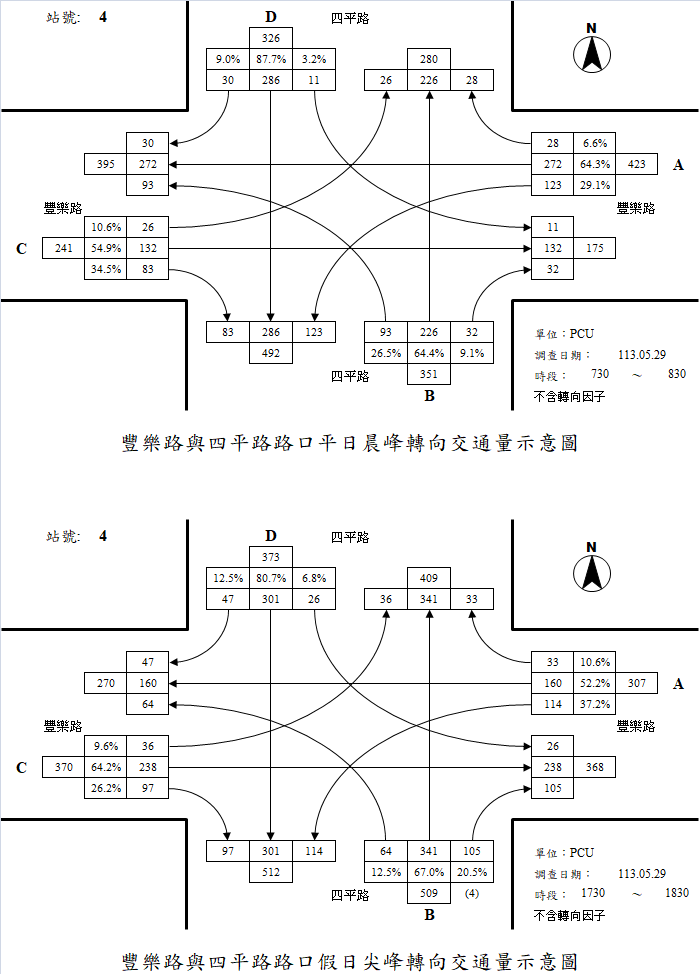 站號: 4
D
四平路
N
326
9.0% 87.7% 3.2%
30 286 11
280
26 226 28
30
395 272
93
28 6.6%
272 64.3% 423
123 29.1%
A
豐樂路
豐樂路
C
10.6% 26
241 54.9% 132
34.5% 83
11
132 175
32
83 286 123
492
93 226 32
26.5% 64.4% 9.1%
351
四平路
B
單位：PCU
調查日期： 113.05.29
時段： 730 ～ 830
不含轉向因子
豐樂路與四平路路口平日晨峰轉向交通量示意圖
站號: 4
D
四平路
N
373
12.5% 80.7% 6.8%
47 301 26
409
36 341 33
47
270 160
64
33 10.6%
160 52.2% 307
114 37.2%
A
豐樂路
豐樂路
C
9.6% 36
370 64.2% 238
26.2% 97
26
238 368
105
97 301 114
512
64 341 105
12.5% 67.0% 20.5%
509 (4)
四平路
B
單位：PCU
調查日期： 113.05.29
時段： 1730 ～ 1830
不含轉向因子
豐樂路與四平路路口假日尖峰轉向交通量示意圖